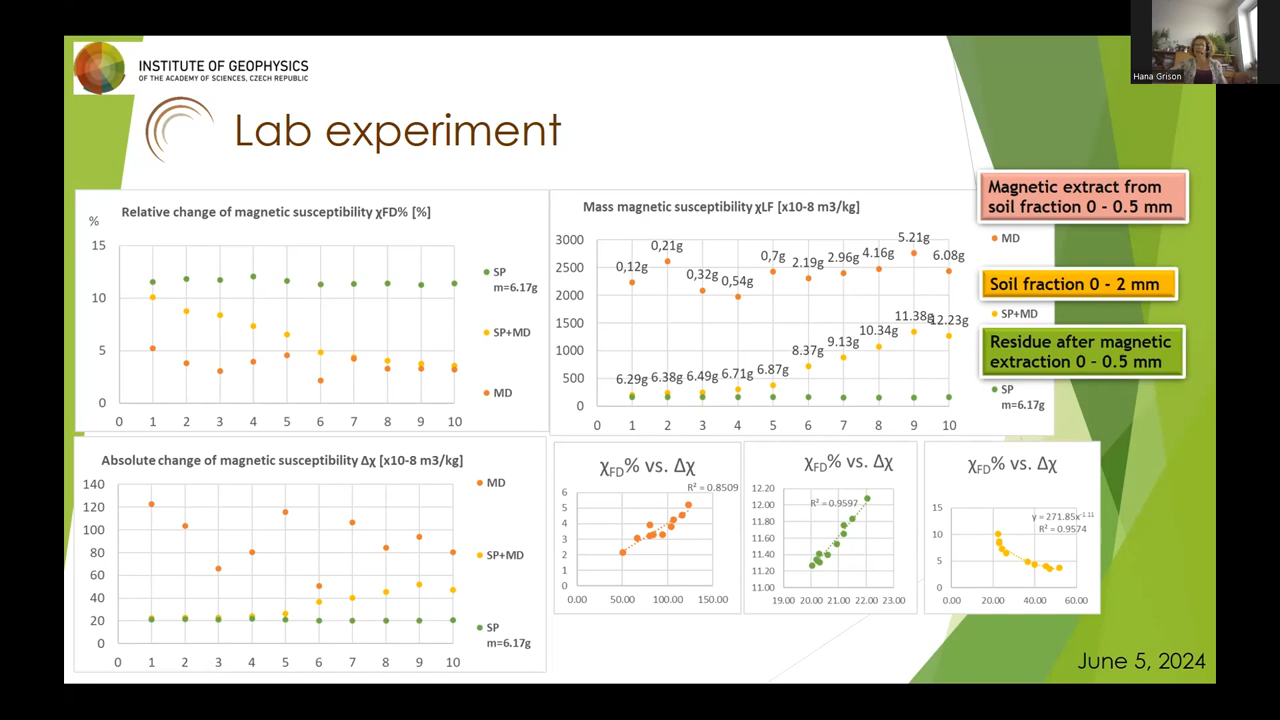 INSTITUTE OF GEOPHYSICS
OF THE ACADEMY OF SCIENCES, CZECH REPUBLIC
Hana Grison
Lab experiment
Relative change of magnetic susceptibility χFD% [%]
%
15
10
5
0
0 1 2 3 4 5 6 7 8 9 10
SP
m=6.17g
SP+MD
MD
Mass magnetic susceptibility χLF [x10-8 m3/kg]
3000
2500
2000
1500
1000
500
0
0,12g 0,21g 0,32g 0,54g 0,7g 2.19g 2.96g 4.16g 5.21g 6.08g
6.29g 6.38g 6.49g 6.71g 6.87g 8.37g 9.13g 10.34g 11.38g 12.23g
0 1 2 3 4 5 6 7 8 9 10
Magnetic extract from
soil fraction 0 - 0.5 mm
MD
Soil fraction 0 - 2 mm
SP+MD
Residue after magnetic
extraction 0 - 0.5 mm
SP
m=6.17g
Absolute change of magnetic susceptibility Δχ [x10-8 m3/kg]
140
120
100
80
60
40
20
0
0 1 2 3 4 5 6 7 8 9 10
MD
SP+MD
SP
m=6.17g
χFD% vs. Δχ
R² = 0.8509
6
5
4
3
2
1
0
0.00 50.00 100.00 150.00
χFD% vs. Δχ
R² = 0.9597
12.20
12.00
11.80
11.60
11.40
11.20
11.00
19.00 20.00 21.00 22.00 23.00
χFD% vs. Δχ
y = 271.85x-1.11
R² = 0.9574
15
10
5
0
0.00 20.00 40.00 60.00
June 5, 2024